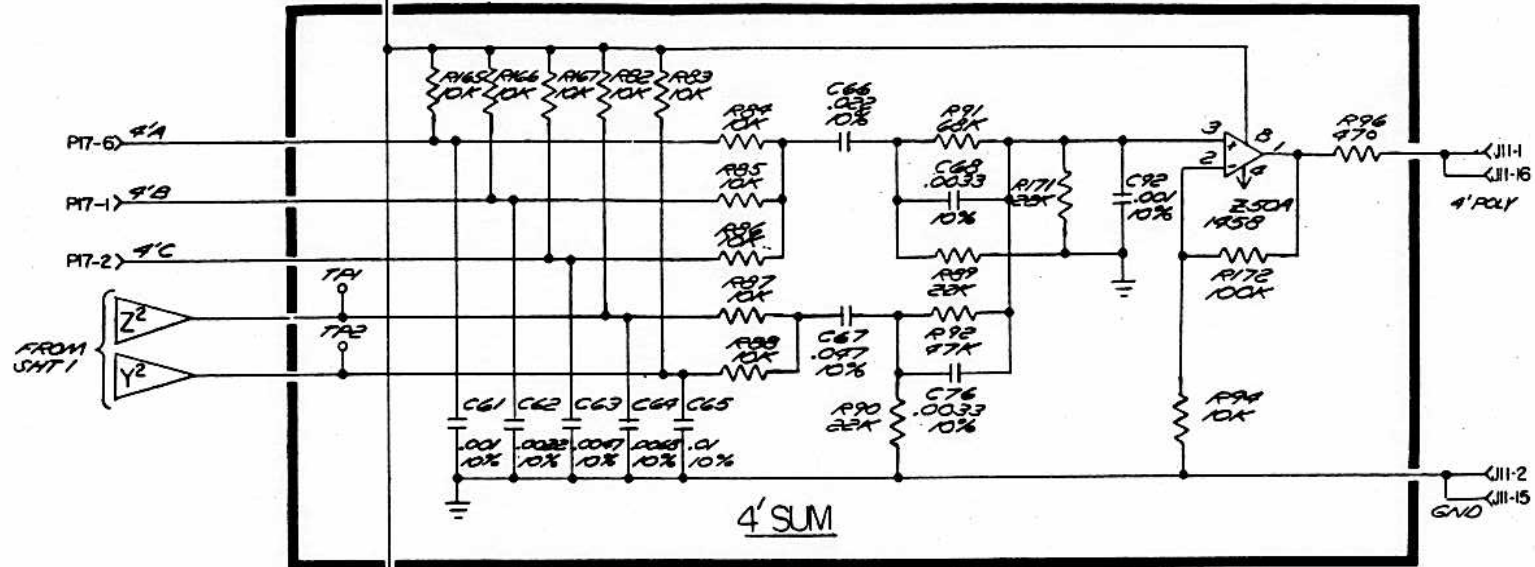 R165 10K
R166 10K
R167 10K
R82 10K
R83 10K
P17-6 4'A
P17-1 4'B
P17-2 4'C
TP1
TP2
FROM SHT 1
Z2
Y2
R84 10K
R85 10K
R86 10K
R87 10K
R88 10K
C66 .022 10%
C67 .047 10%
R91 68K
C68 .0033 10%
R89 22K
R92 47K
C76 .0033 10%
R90 22K
R171
C92 .001 10%
3
2
+
-
8
1
4
Z50A 1458
R172 100K
R94 10K
R96 470
J11-1
J11-16
4' POLY
C61 .001 10%
C62 .0022 10%
C63 .0047 10%
C64 10%
C65 .01 10%
J11-2
J11-15
GND
4' SUM